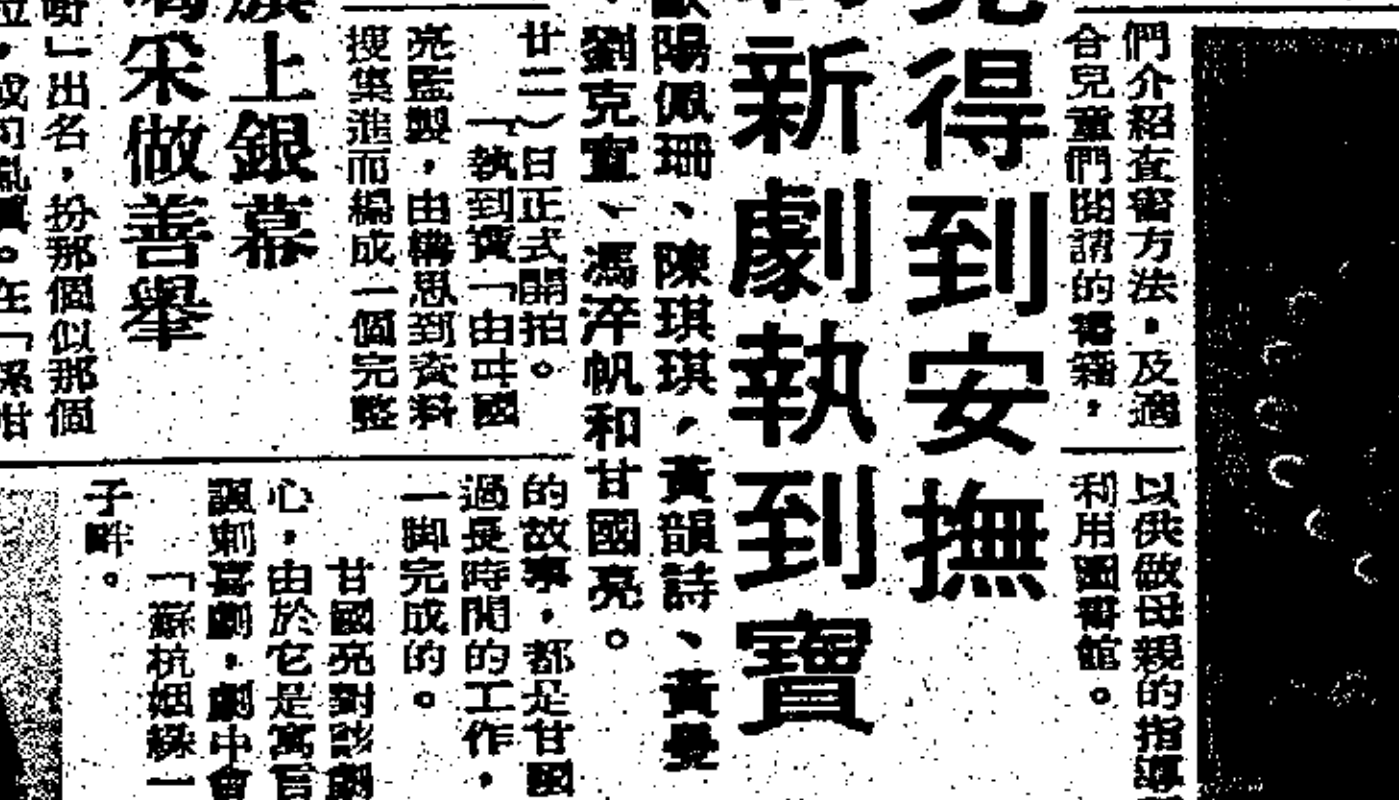 們介紹查書方法，及適
合兒童們閱讀的書籍，
以供做母親的指導
利用圖書館。
得到安撫
新劇執到寶
歐陽佩珊、陳琪琪，黃韻詩、黃曼
劉克宣、馮淬帆和甘國亮。
廿二）日正式開拍。
「執到寶「由甘國
亮監製，由構思到資料
搜集進而編成一個完整
的故事，都是甘國
過長時間的工作，
一脚完成的。
甘國亮對
心，由於它是寓言
諷刺喜劇，劇中會
「蘇杭姻緣一
子畔。
旗上銀幕
馮宋做善舉
」出名，扮那個似那個